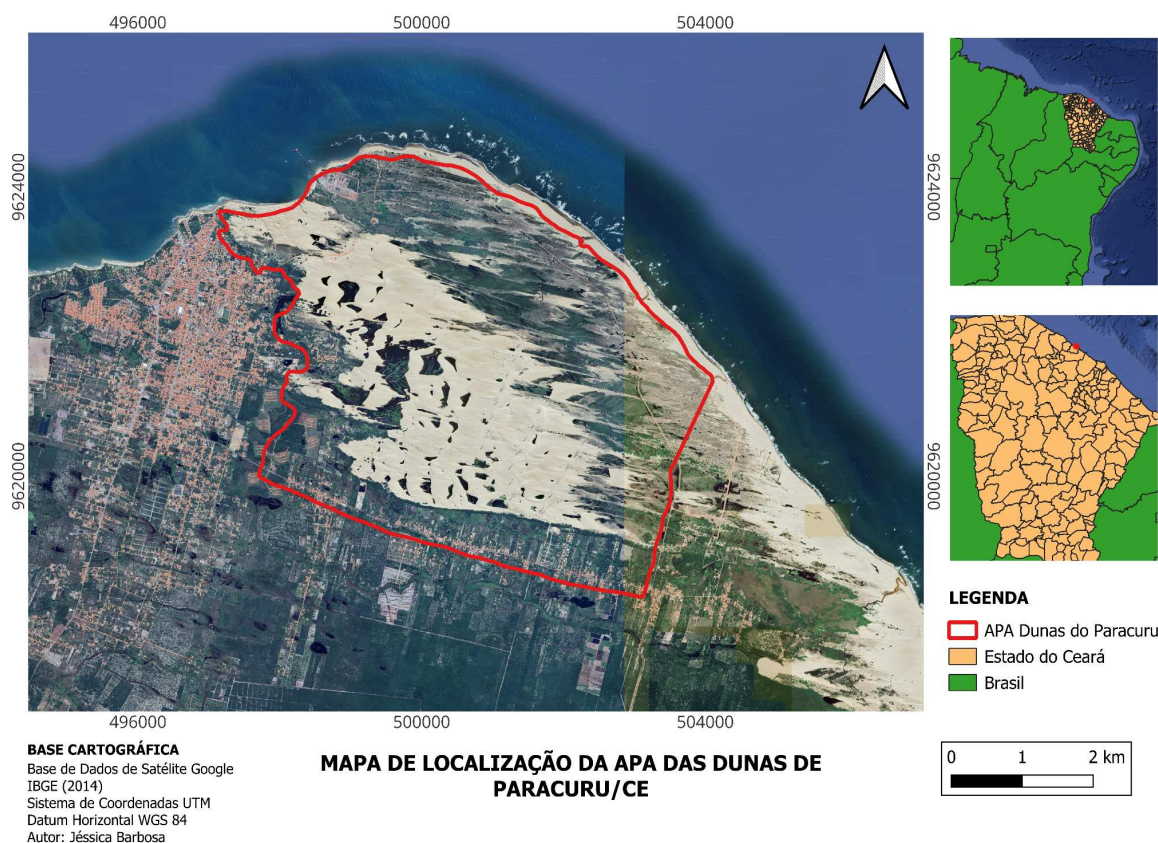 496000 500000 504000
9624000
9620000
9624000
9620000
496000 500000 504000
LEGENDA
APA Dunas do Paracuru
Estado do Ceará
Brasil
0 1 2 km
BASE CARTOGRÁFICA
Base de Dados de Satélite Google
IBGE (2014)
Sistema de Coordenadas UTM
Datum Horizontal WGS 84
Autor: Jéssica Barbosa
MAPA DE LOCALIZAÇÃO DA APA DAS DUNAS DE
PARACURU/CE